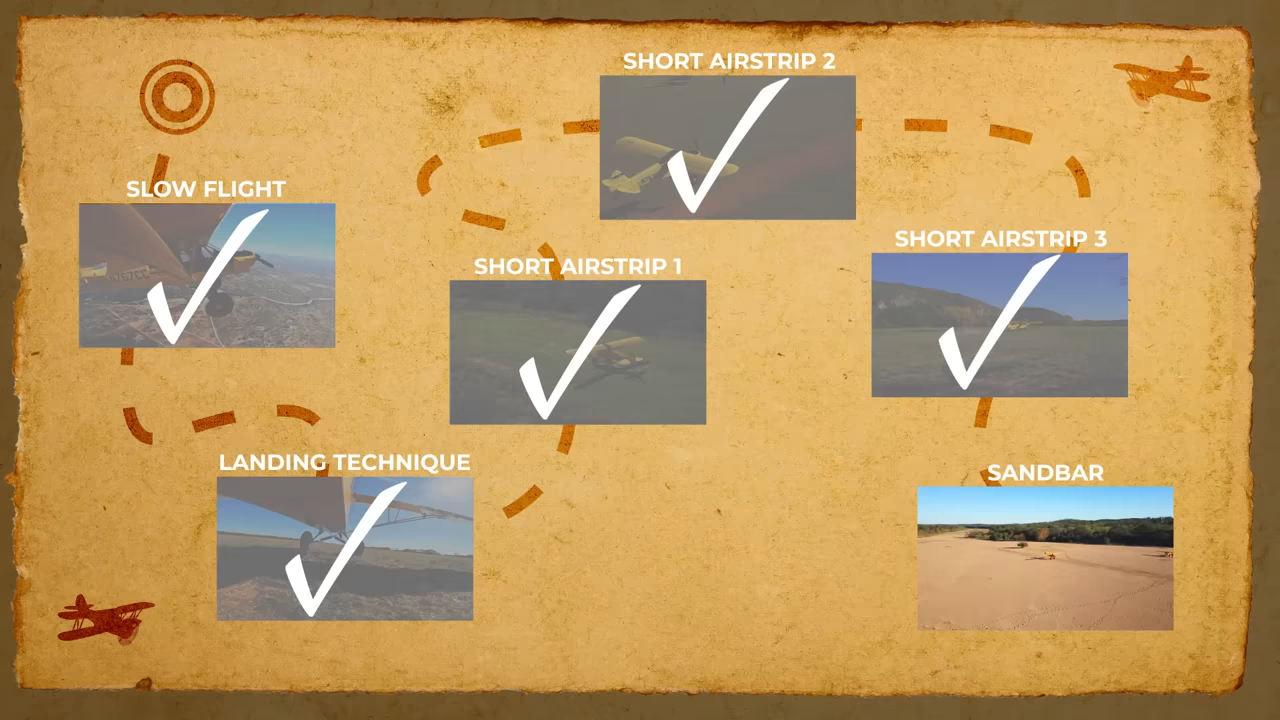 SHORT AIRSTRIP 2
SLOW FLIGHT
SHORT AIRSTRIP 3
SHORT AIRSTRIP 1
LANDING TECHNIQUE
SANDBAR